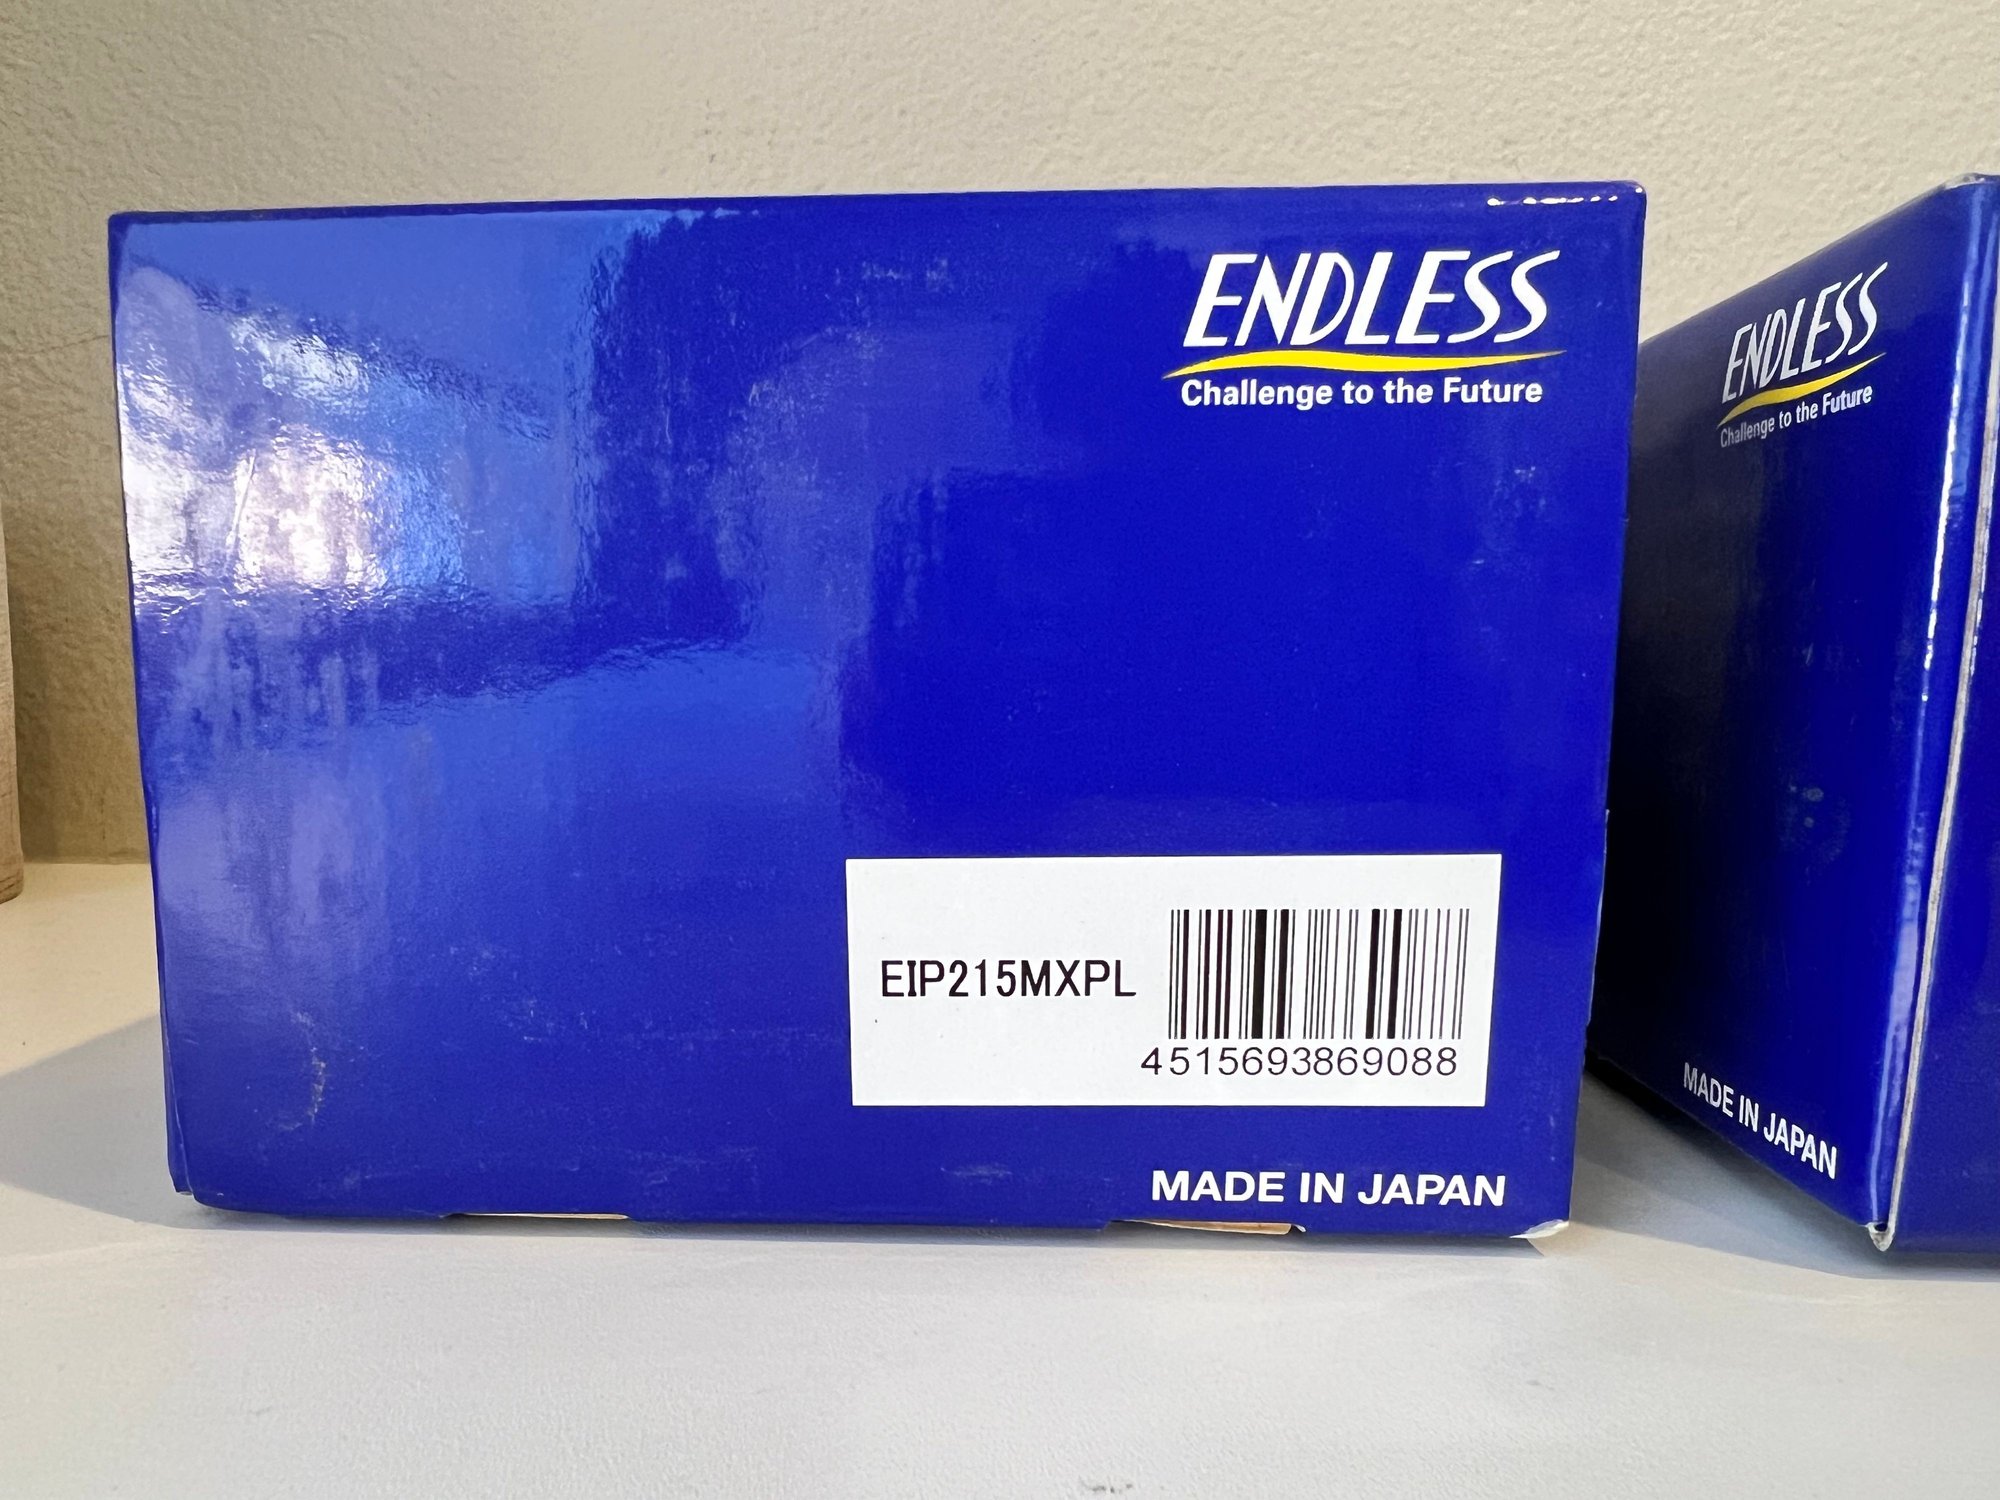 ENDLESS
Challenge to the Future
EIP215MXPL
4515693869088
MADE IN JAPAN
ENDLESS
Challenge to the Future
MADE IN JAPAN